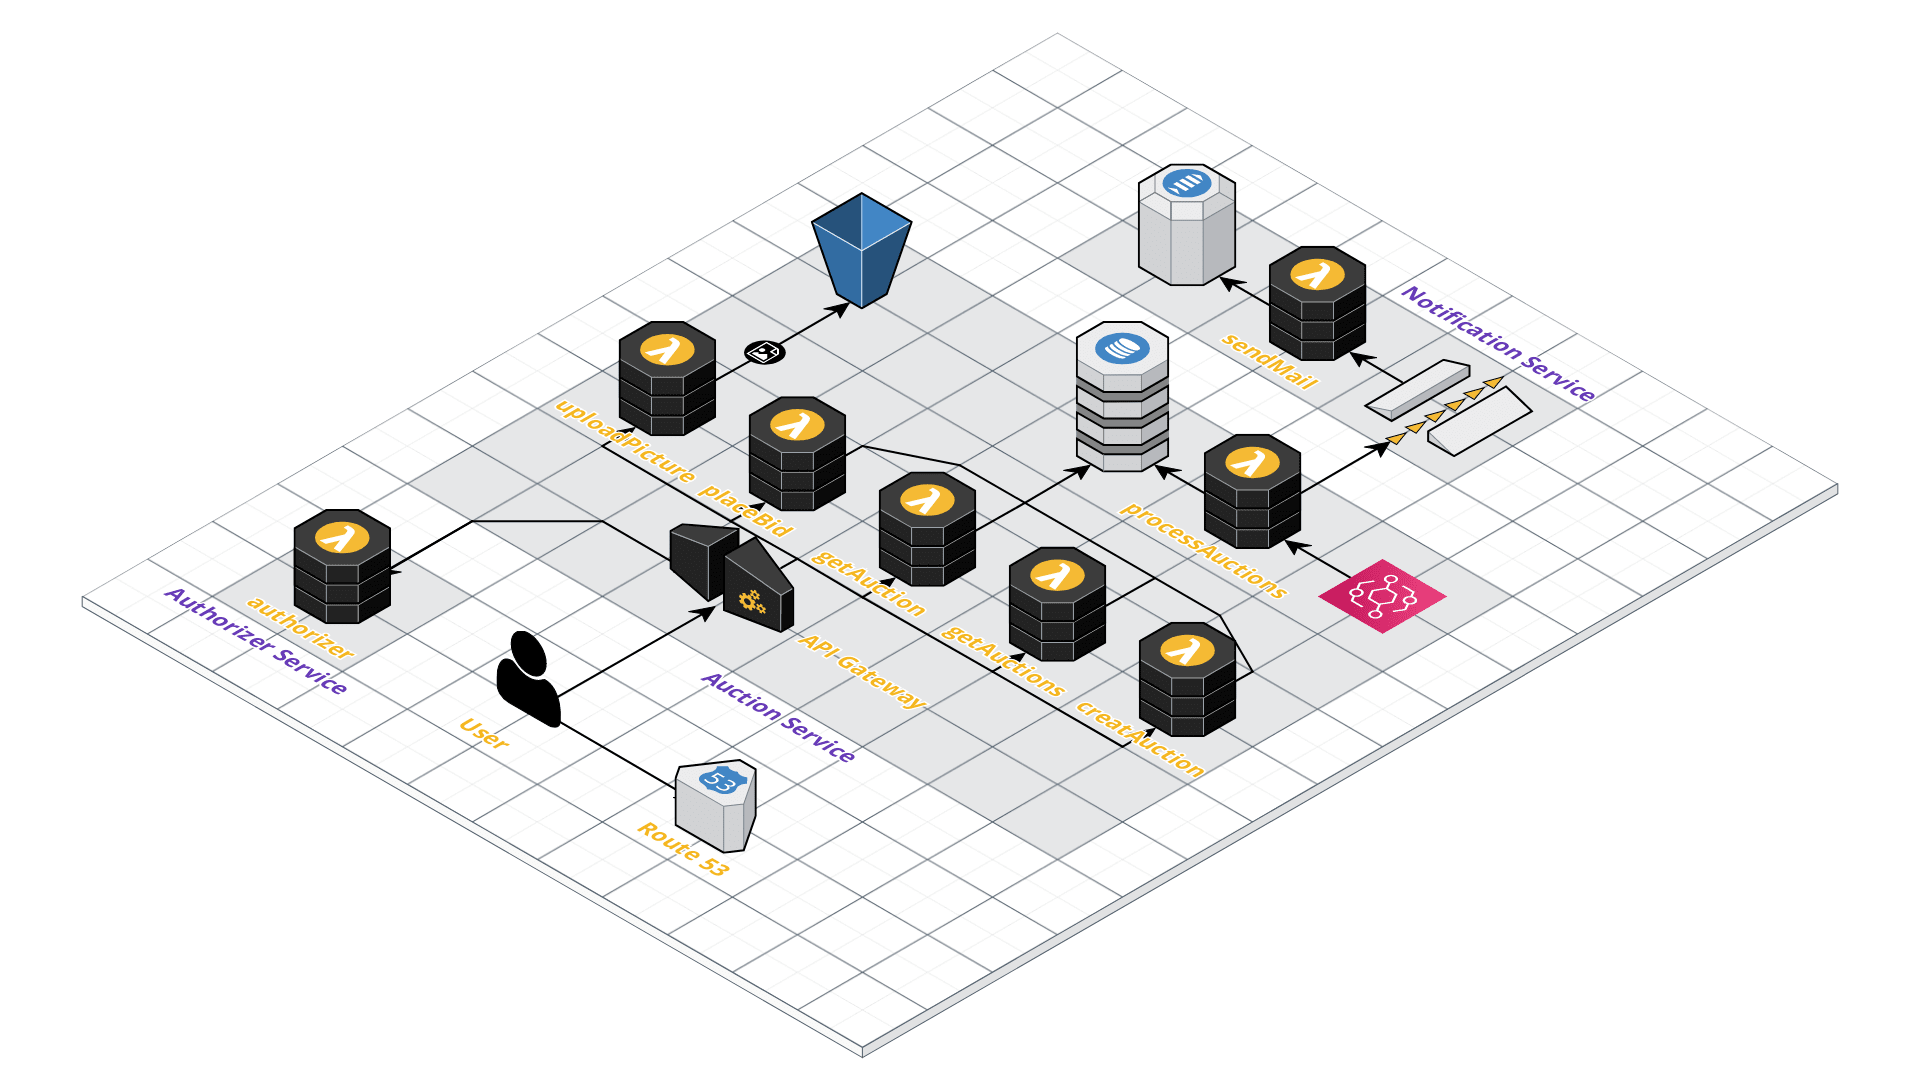 Notification Service
sendMail
uploadPicture
placeBid
getAuction
processAuctions
getAuctions
creatAuction
API Gateway
Auction Service
authorizer
Authorizer Service
User
53
Route 53
λ
λ
λ
λ
λ
λ
λ
λ